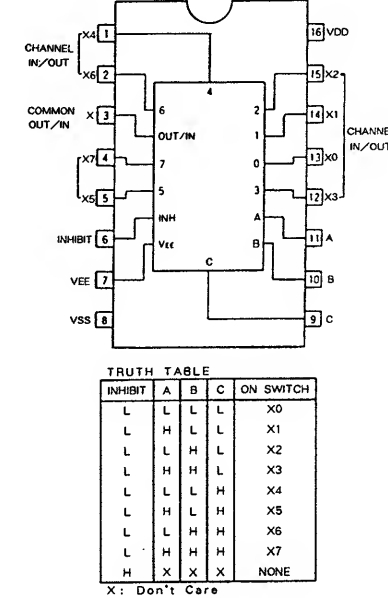 X4 1
16 VDD
CHANNEL
IN/OUT
X6 2
4
15 X2
6
2
COMMON
OUT/IN
X 3
14 X1
OUT/IN
1
CHANNE
IN/OUT
X7 4
7
0
13 X0
X5 5
5
3
12 X3
INHIBIT 6
INH
A
11 A
VEE
B
VEE 7
C
10 B
VSS 8
9 C
TRUTH TABLE
INHIBIT A B C ON SWITCH
L L L L X0
L H L L X1
L L H L X2
L H H L X3
L L L H X4
L H L H X5
L L H H X6
L H H H X7
H X X X NONE
X: Don't Care